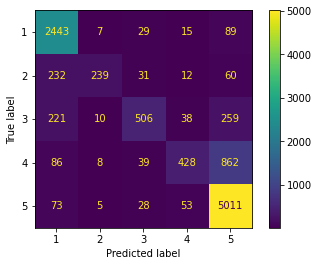 1 2443 7 29 15 89
2 232 239 31 12 60
3 221 10 506 38 259
4 86 8 39 428 862
5 73 5 28 53 5011
1 2 3 4 5
Predicted label
True label
5000
4000
3000
2000
1000